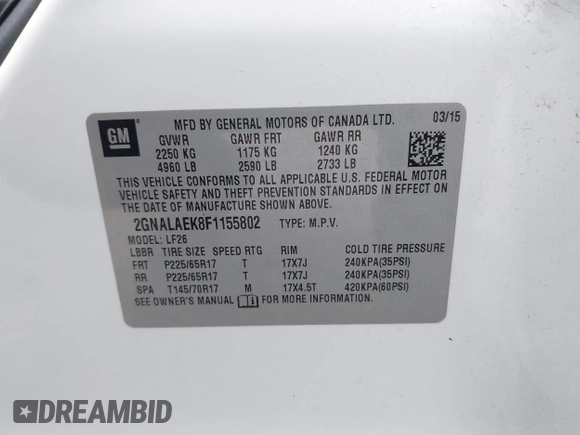 GM
MFD BY GENERAL MOTORS OF CANADA LTD. 03/15
GVWR GAWR FRT GAWR RR
2250 KG 1175 KG 1240 KG
4960 LB 2590 LB 2733 LB
THIS VEHICLE CONFORMS TO ALL APPLICABLE U.S. FEDERAL MOTOR
VEHICLE SAFETY AND THEFT PREVENTION STANDARDS IN EFFECT ON THE
DATE OF MANUFACTURE SHOWN ABOVE.
2GNALAEK8F1155802 TYPE: M.P.V.
MODEL: LF26
LBBR TIRE SIZE SPEED RTG RIM COLD TIRE PRESSURE
FRT P225/65R17 T 17X7J 240KPA(35PSI)
RR P225/65R17 T 17X7J 240KPA(35PSI)
SPA T145/70R17 M 17X4.5T 420KPA(60PSI)
SEE OWNER'S MANUAL FOR MORE INFORMATION.
DREAMBID